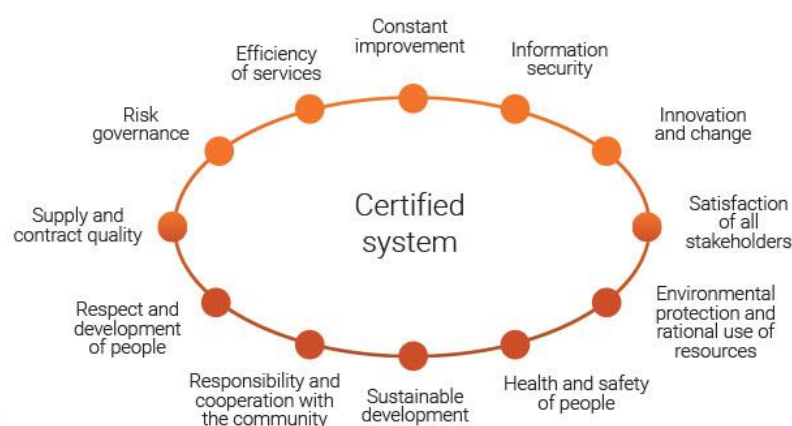 Constant
improvement
Efficiency
of services
Information
security
Risk
governance
Innovation
and change
Certified
system
Supply and
contract quality
Satisfaction
of all
stakeholders
Respect and
development
of people
Environmental
protection and
rational use of
resources
Responsibility and
cooperation with
the community
Sustainable
development
Health and safety
of people